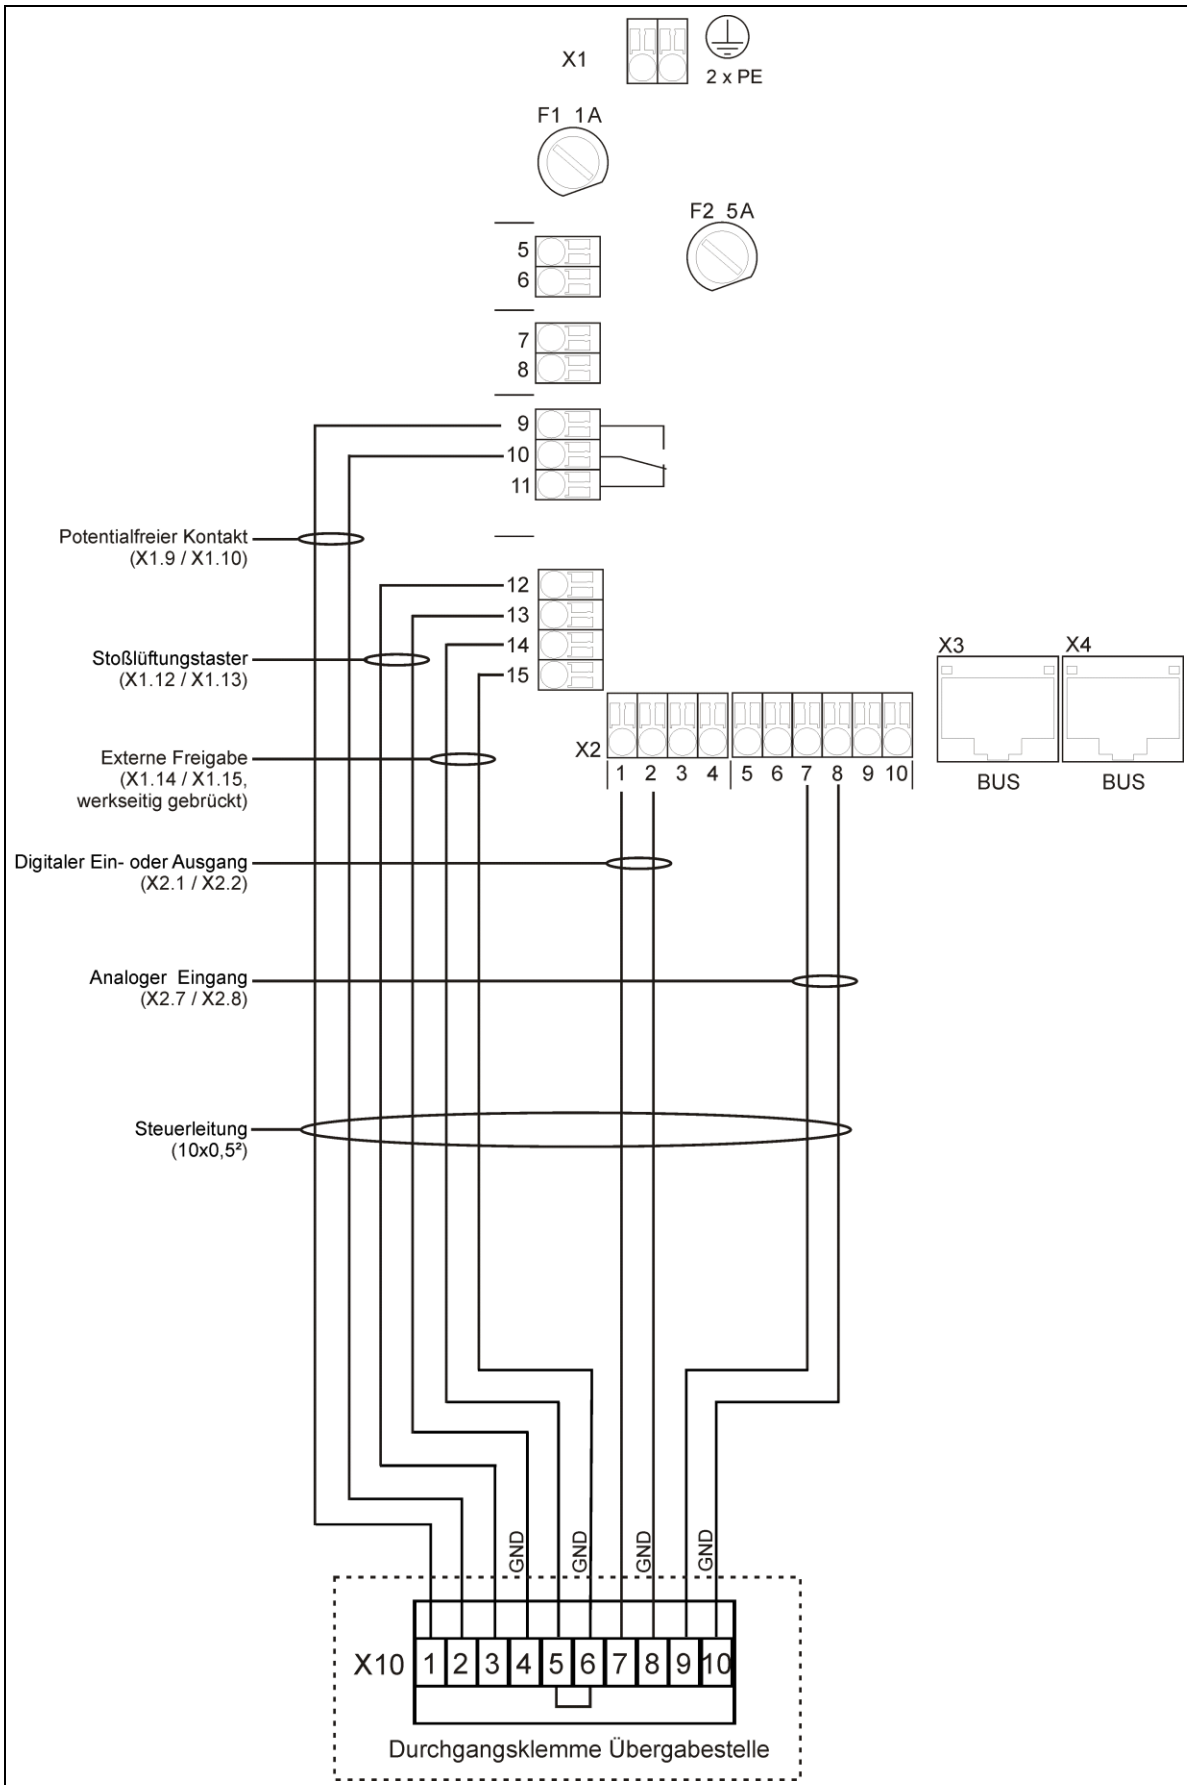 X1
2 x PE
F1 1A
F2 5A
5
6
7
8
9
10
11
Potentialfreier Kontakt
(X1.9 / X1.10)
12
13
14
15
Stoßlüftungstaster
(X1.12 / X1.13)
X3
X4
Externe Freigabe
(X1.14 / X1.15,
werkseitig gebrückt)
X2
1 2 3 4 5 6 7 8 9 10
BUS
BUS
Digitaler Ein- oder Ausgang
(X2.1 / X2.2)
Analoger Eingang
(X2.7 / X2.8)
Steuerleitung
(10x0,5²)
GND
GND
GND
GND
X10 1 2 3 4 5 6 7 8 9 10
Durchgangsklemme Übergabestelle